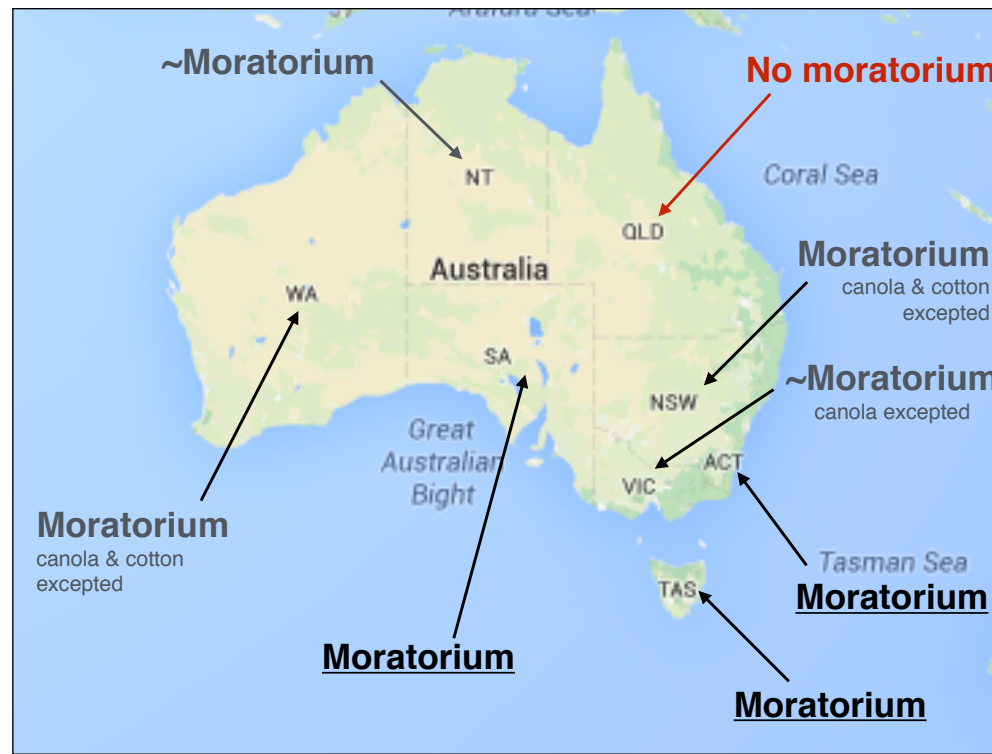 Arafura Sea
~Moratorium
No moratorium
NT
Coral Sea
QLD
Moratorium
canola & cotton
excepted
Australia
WA
SA
~Moratorium
canola excepted
NSW
Great
Australian
Bight
ACT
VIC
Moratorium
canola & cotton
excepted
Tasman Sea
TAS
Moratorium
Moratorium
Moratorium